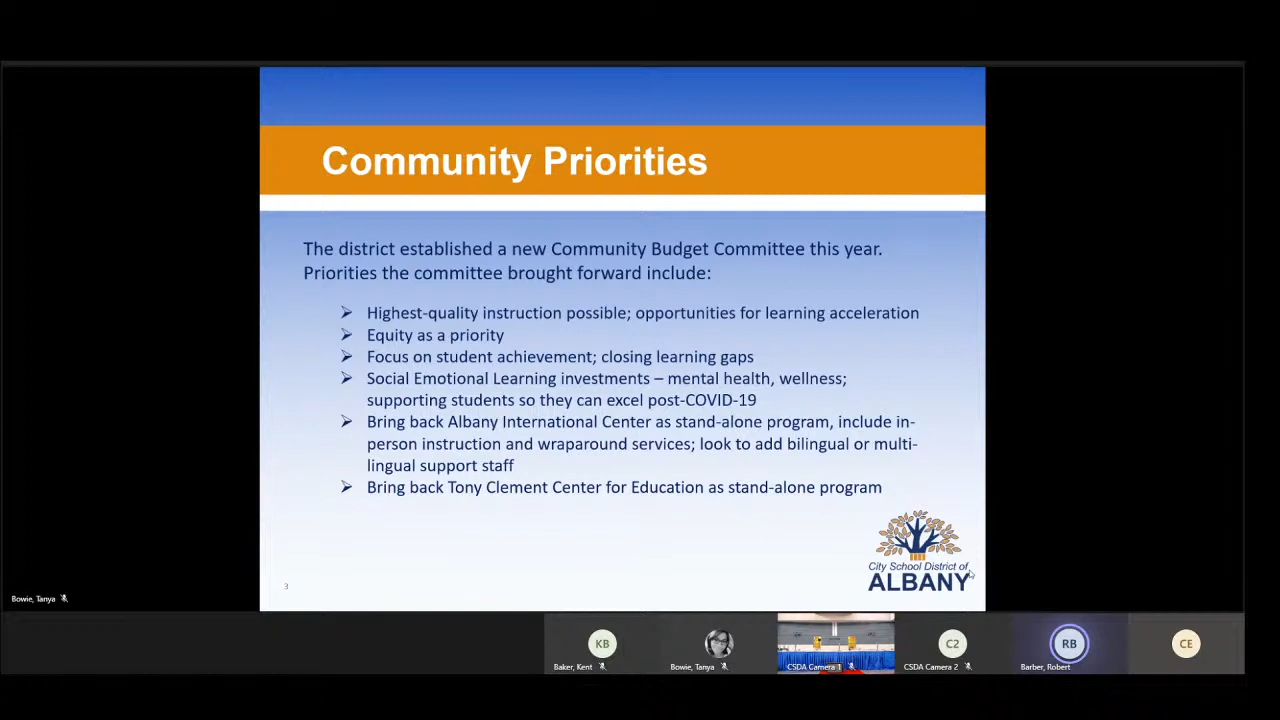 Community Priorities
The district established a new Community Budget Committee this year.
Priorities the committee brought forward include:
Highest-quality instruction possible; opportunities for learning acceleration
Equity as a priority
Focus on student achievement; closing learning gaps
Social Emotional Learning investments – mental health, wellness;
supporting students so they can excel post-COVID-19
Bring back Albany International Center as stand-alone program, include in-
person instruction and wraparound services; look to add bilingual or multi-
lingual support staff
Bring back Tony Clement Center for Education as stand-alone program
City School District of
ALBANY
3
Bowie, Tanya
KB
Baker, Kent
Bowie, Tanya
CSDA Camera 1
C2
CSDA Camera 2
RB
Barber, Robert
CE